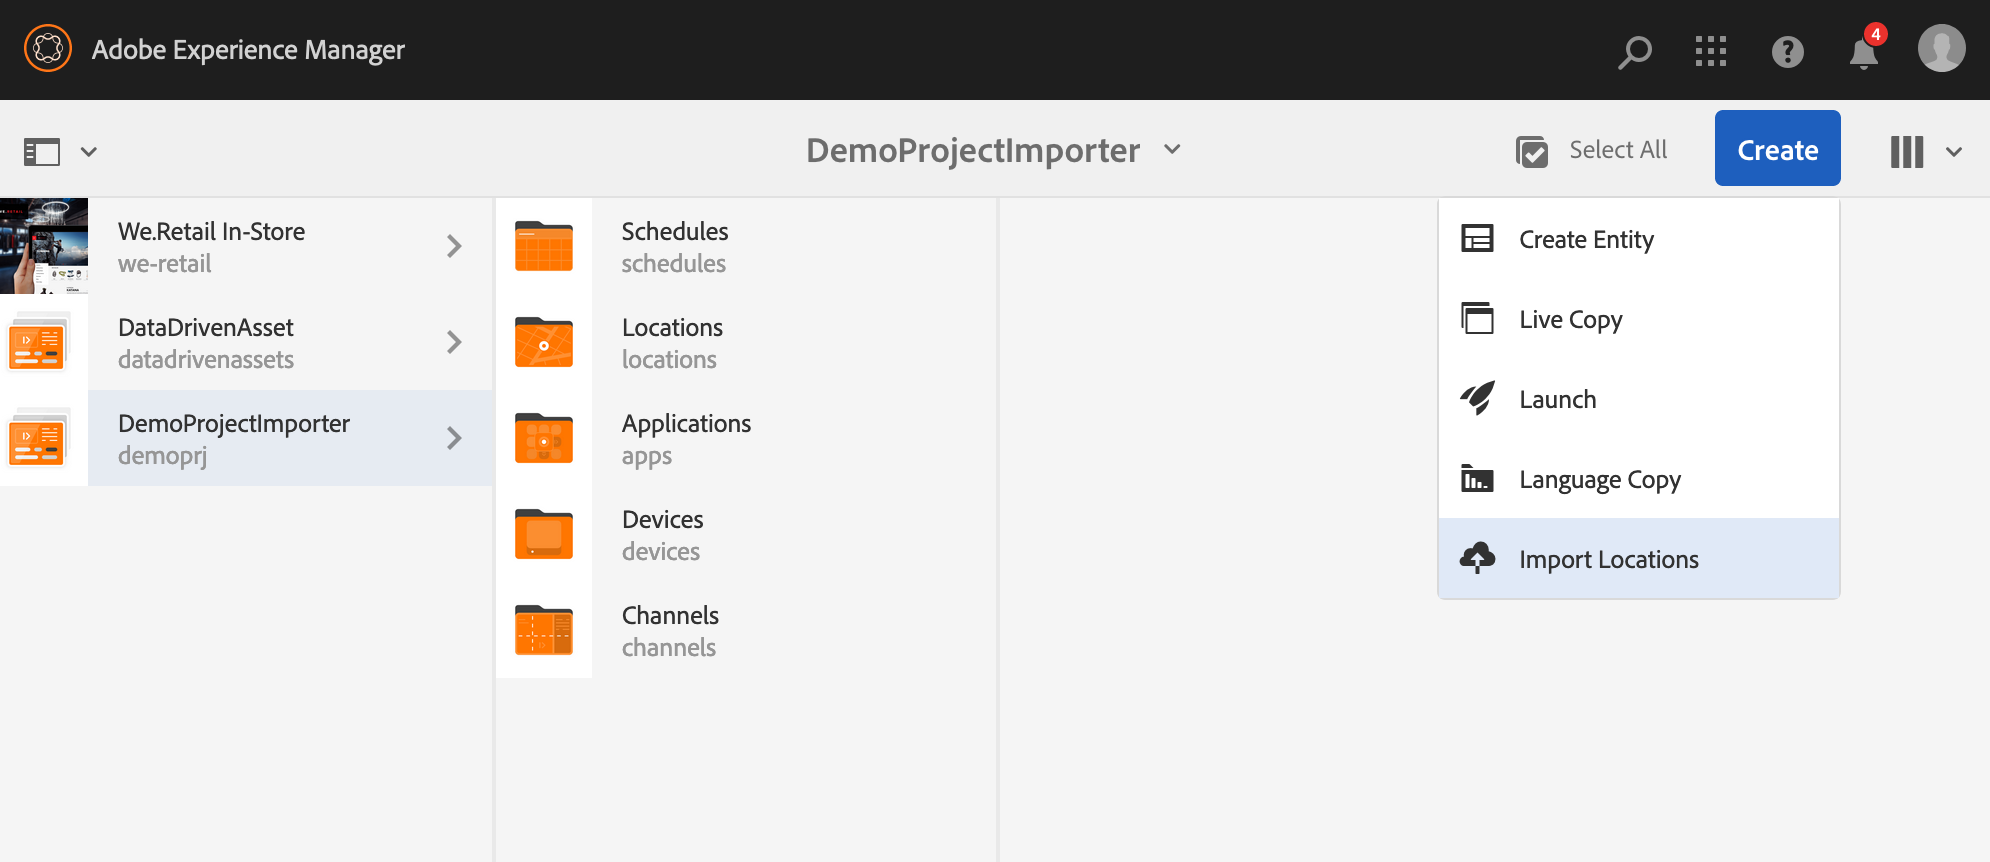 Adobe Experience Manager
4
DemoProjectImporter
Select All
Create
We.Retail In-Store
we-retail
DataDrivenAsset
datadrivenassets
DemoProjectImporter
demoprj
Schedules
schedules
Locations
locations
Applications
apps
Devices
devices
Channels
channels
Create Entity
Live Copy
Launch
Language Copy
Import Locations